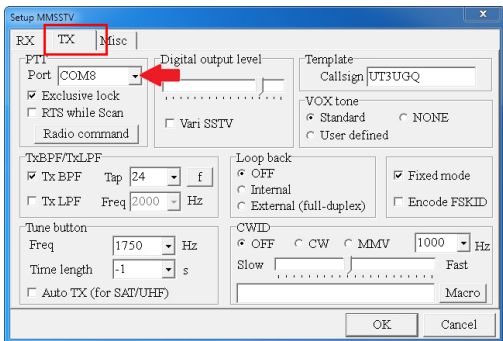 Setup MMSSTV
x
RX TX Misc
PTT
Port COM8
Exclusive lock
RTS while Scan
Radio command
Digital output level
Vari SSTV
Template
Callsign UT3UGQ
VOX tone
Standard NONE
User defined
TxBPF/TxLPF
Tx BPF Tap 24 f
Tx LPF Freq 2000 Hz
Loop back
OFF
Internal
External (full-duplex)
Fixed mode
Encode FSKID
Tune button
Freq 1750 Hz
Time length -1 s
Auto TX (for SAT/UHF)
CWID
OFF CW MMV 1000 Hz
Slow Fast
Macro
OK Cancel